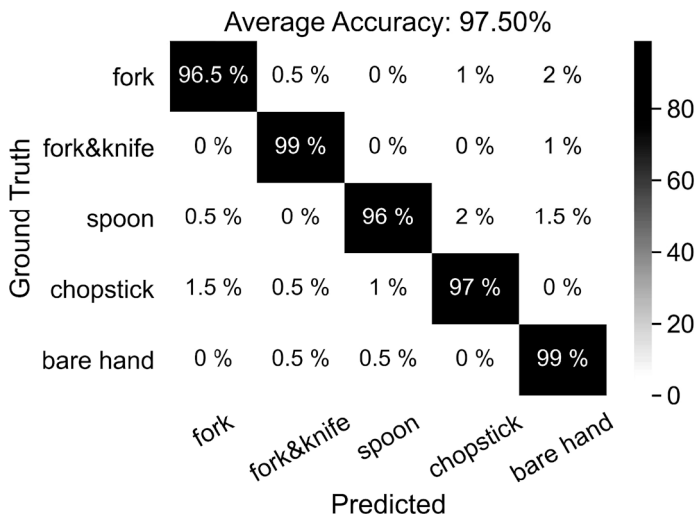 Average Accuracy: 97.50%
fork 96.5 % 0.5 % 0 % 1 % 2 %
fork&knife 0 % 99 % 0 % 0 % 1 %
spoon 0.5 % 0 % 96 % 2 % 1.5 %
chopstick 1.5 % 0.5 % 1 % 97 % 0 %
bare hand 0 % 0.5 % 0.5 % 0 % 99 %
Ground Truth
fork fork&knife spoon chopstick bare hand
Predicted
80
60
40
20
0